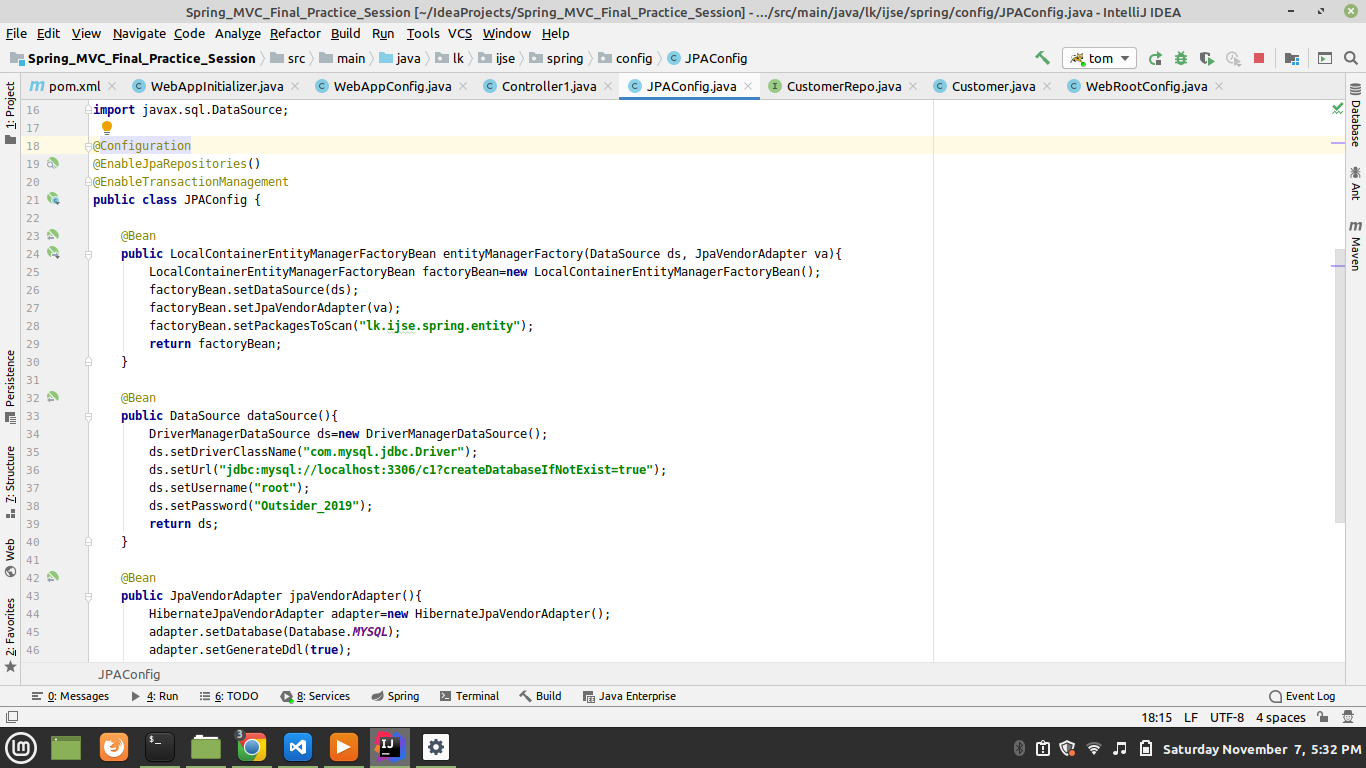 Spring_MVC_Final_Practice_Session [~/IdeaProjects/Spring_MVC_Final_Practice_Session] - .../src/main/java/lk/ijse/spring/config/JPAConfig.java - IntelliJ IDEA
File Edit View Navigate Code Analyze Refactor Build Run Tools VCS Window Help
Spring_MVC_Final_Practice_Session src main java lk ijse spring config JPAConfig tom
pom.xml WebAppInitializer.java WebAppConfig.java Controller1.java JPAConfig.java CustomerRepo.java Customer.java WebRootConfig.java
1: Project
Persistence
7: Structure
Web
2: Favorites
16 import javax.sql.DataSource;
17
18 @Configuration
19 @EnableJpaRepositories()
20 @EnableTransactionManagement
21 public class JPAConfig {
22
23 @Bean
24 public LocalContainerEntityManagerFactoryBean entityManagerFactory(DataSource ds, JpaVendorAdapter va){
25 LocalContainerEntityManagerFactoryBean factoryBean=new LocalContainerEntityManagerFactoryBean();
26 factoryBean.setDataSource(ds);
27 factoryBean.setJpaVendorAdapter(va);
28 factoryBean.setPackagesToScan("lk.ijse.spring.entity");
29 return factoryBean;
30 }
31
32 @Bean
33 public DataSource dataSource(){
34 DriverManagerDataSource ds=new DriverManagerDataSource();
35 ds.setDriverClassName("com.mysql.jdbc.Driver");
36 ds.setUrl("jdbc:mysql://localhost:3306/c1?createDatabaseIfNotExist=true");
37 ds.setUsername("root");
38 ds.setPassword("Outsider_2019");
39 return ds;
40 }
41
42 @Bean
43 public JpaVendorAdapter jpaVendorAdapter(){
44 HibernateJpaVendorAdapter adapter=new HibernateJpaVendorAdapter();
45 adapter.setDatabase(Database.MYSQL);
46 adapter.setGenerateDdl(true);
Database
Ant
Maven
JPAConfig
0: Messages 4: Run 6: TODO 8: Services Spring Terminal Build Java Enterprise Event Log
18:15 LF UTF-8 4 spaces
3
Saturday November 7, 5:32 PM